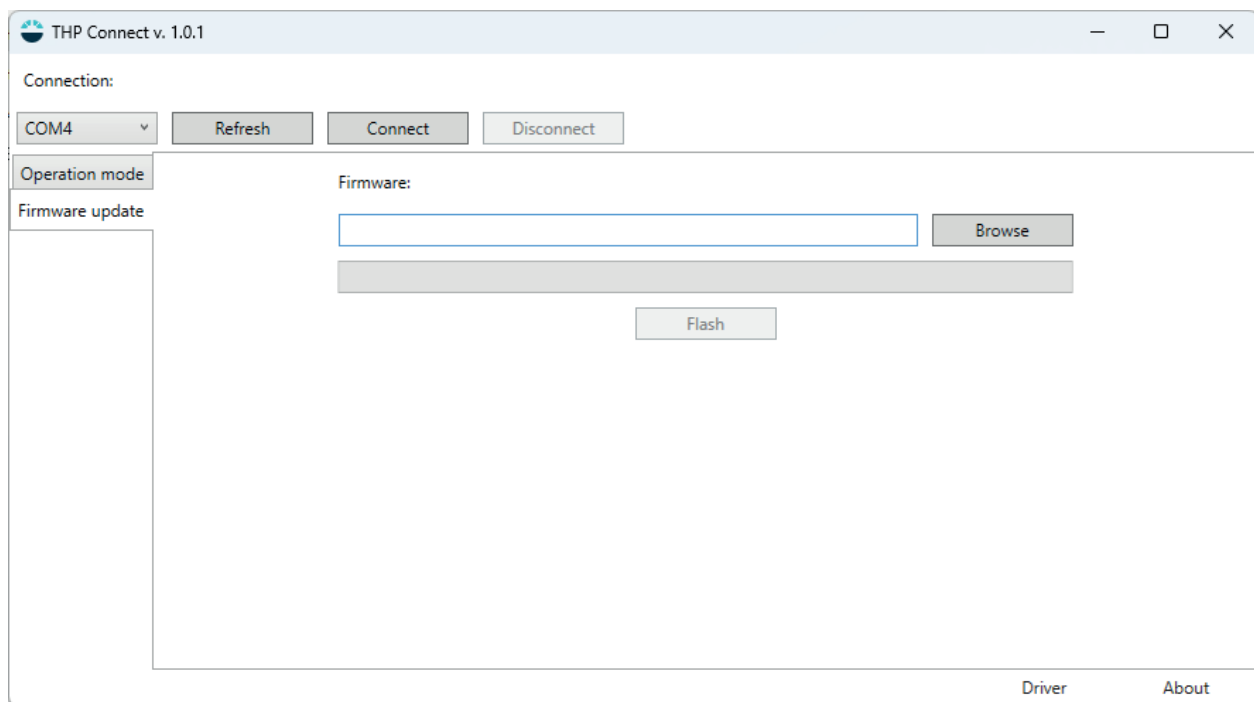 THP Connect v. 1.0.1
Connection:
COM4 Refresh Connect Disconnect
Operation mode
Firmware:
Firmware update
Browse
Flash
Driver About